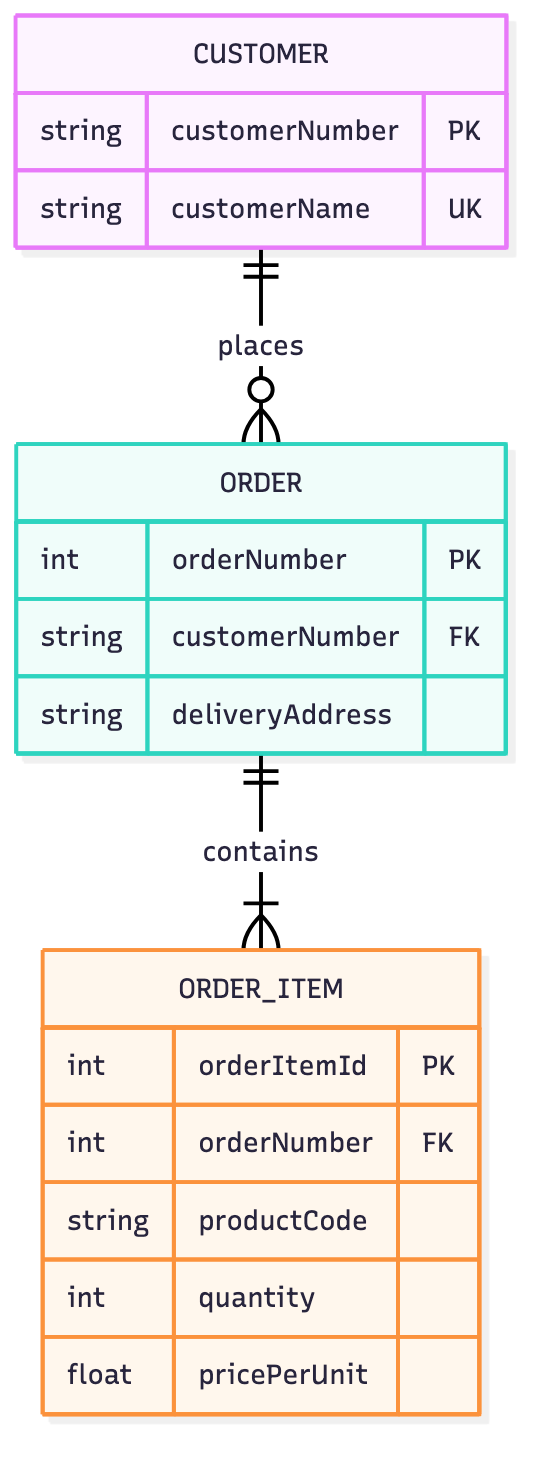 CUSTOMER
string customerNumber PK
string customerName UK
places
ORDER
int orderNumber PK
string customerNumber FK
string deliveryAddress
contains
ORDER_ITEM
int orderItemId PK
int orderNumber FK
string productCode
int quantity
float pricePerUnit